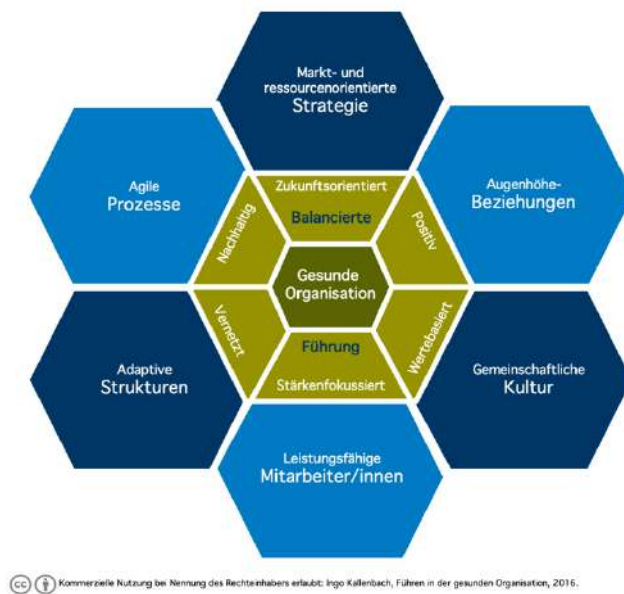 Markt- und
ressourcenorientierte
Strategie
Agile
Prozesse
Augenhöhe-
Beziehungen
Zukunftsorientiert
Balancierte
Nachhaltig
Positiv
Gesunde
Organisation
Vernetzt
Wertebasiert
Führung
Stärkenfokussiert
Adaptive
Strukturen
Gemeinschaftliche
Kultur
Leistungsfähige
Mitarbeiter/innen
cc Kommerzielle Nutzung bei Nennung des Rechteinhabers erlaubt: Ingo Kallenbach, Führen in der gesunden Organisation, 2016.